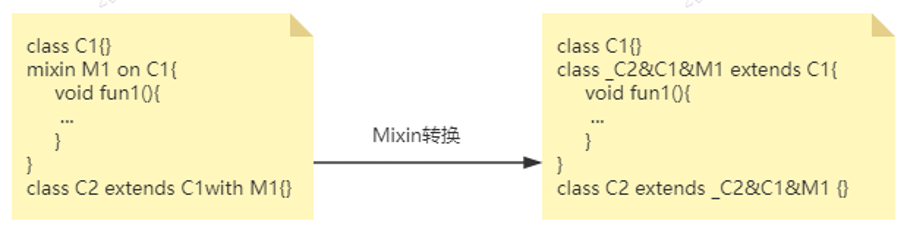 class C1{}
mixin M1 on C1{
void fun1(){
...
}
}
class C2 extends C1with M1{}
Mixin转换
class C1{}
class _C2&C1&M1 extends C1{
void fun1(){
...
}
}
class C2 extends _C2&C1&M1 {}